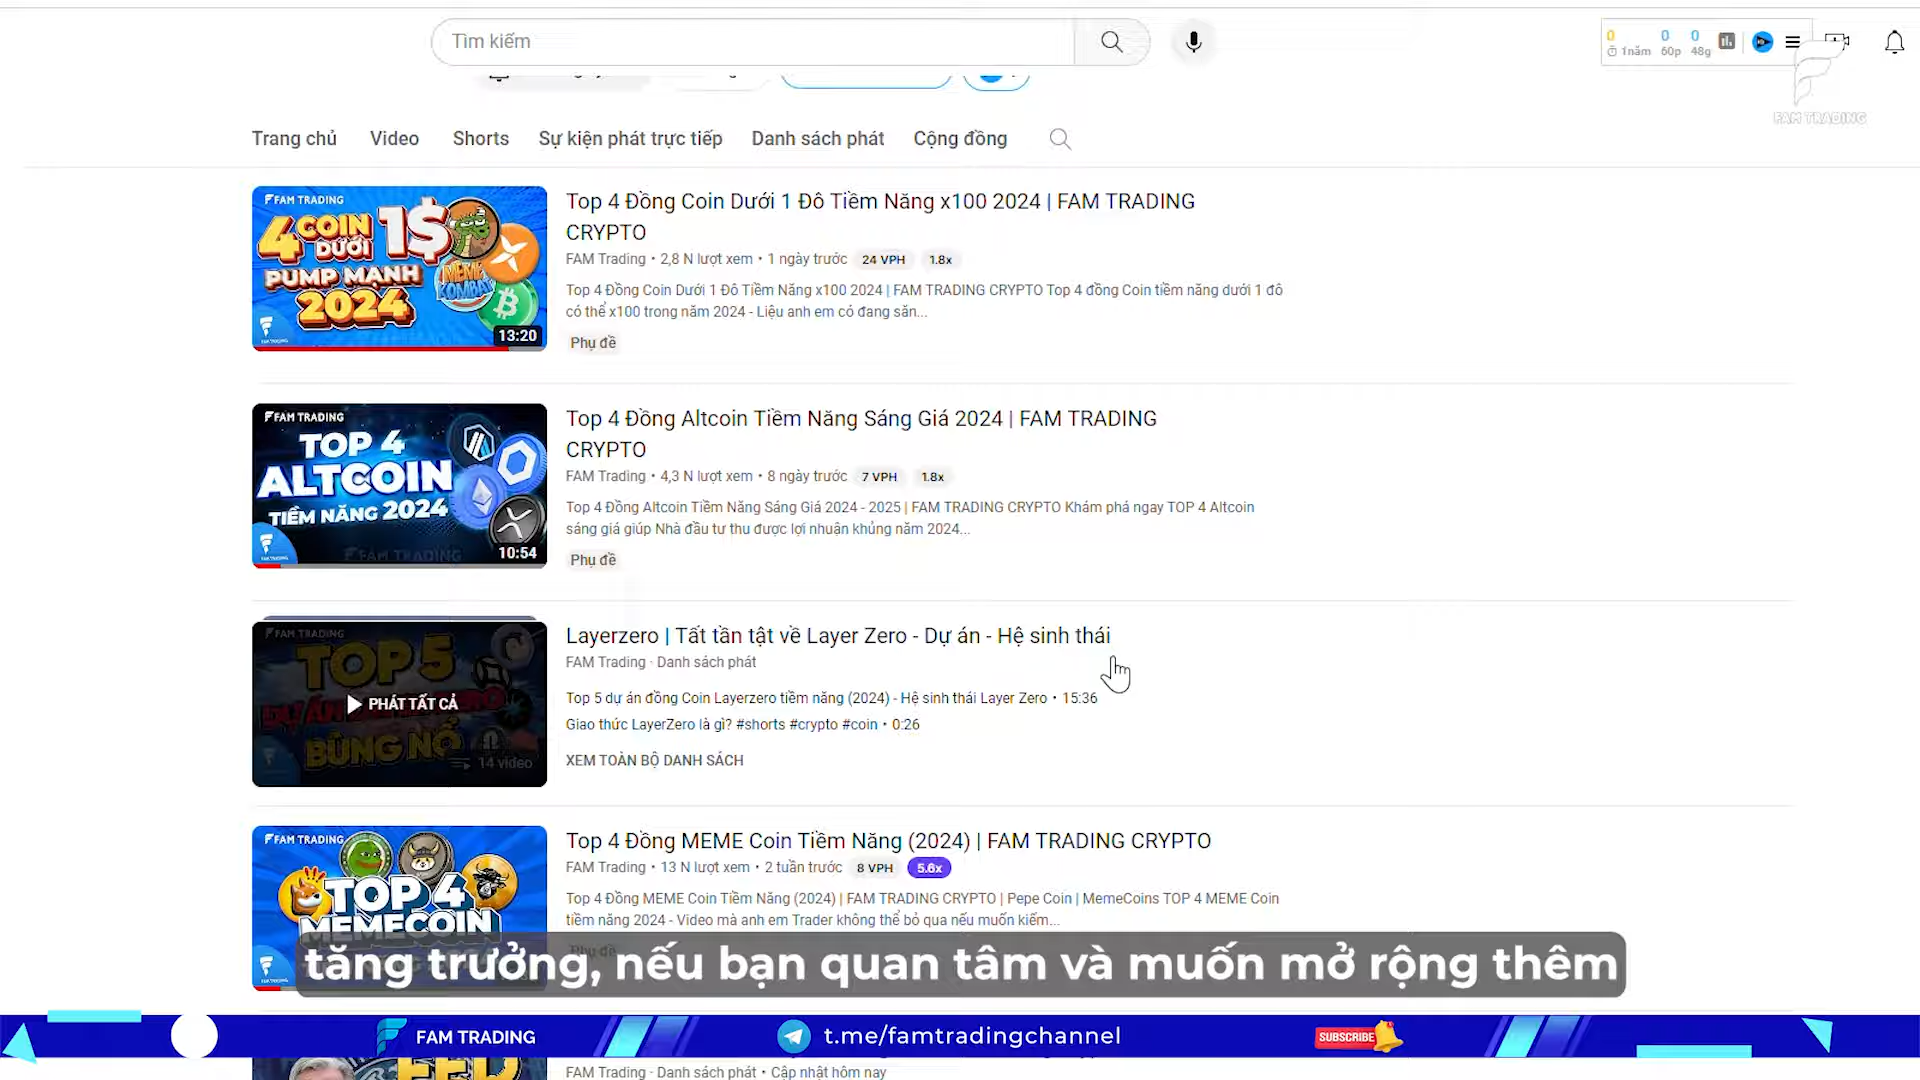 Tìm kiếm
0 0 0
1năm 60p 48g
FAM TRADING
Trang chủ Video Shorts Sự kiện phát trực tiếp Danh sách phát Cộng đồng
FAM TRADING
4 COIN DƯỚI 1$
PUMP MẠNH
2024
MEME KOMBAT
13:20
Top 4 Đồng Coin Dưới 1 Đô Tiềm Năng x100 2024 | FAM TRADING
CRYPTO
FAM Trading • 2,8 N lượt xem • 1 ngày trước 24 VPH 1.8x
Top 4 Đồng Coin Dưới 1 Đô Tiềm Năng x100 2024 | FAM TRADING CRYPTO Top 4 đồng Coin tiềm năng dưới 1 đô
có thể x100 trong năm 2024 - Liệu anh em có đang săn...
Phụ đề
FAM TRADING
TOP 4
ALTCOIN
TIỀM NĂNG 2024
FAM TRADING
10:54
Top 4 Đồng Altcoin Tiềm Năng Sáng Giá 2024 | FAM TRADING
CRYPTO
FAM Trading • 4,3 N lượt xem • 8 ngày trước 7 VPH 1.8x
Top 4 Đồng Altcoin Tiềm Năng Sáng Giá 2024 - 2025 | FAM TRADING CRYPTO Khám phá ngay TOP 4 Altcoin
sáng giá giúp Nhà đầu tư thu được lợi nhuận khủng năm 2024...
Phụ đề
FAM TRADING
TOP 5
DỰ ÁN
BÙNG NỔ
PHÁT TẤT CẢ
14 video
Layerzero | Tất tần tật về Layer Zero - Dự án - Hệ sinh thái
FAM Trading · Danh sách phát
Top 5 dự án đồng Coin Layerzero tiềm năng (2024) - Hệ sinh thái Layer Zero • 15:36
Giao thức LayerZero là gì? #shorts #crypto #coin • 0:26
XEM TOÀN BỘ DANH SÁCH
FAM TRADING
TOP 4
MEMECOIN
Top 4 Đồng MEME Coin Tiềm Năng (2024) | FAM TRADING CRYPTO
FAM Trading • 13 N lượt xem • 2 tuần trước 8 VPH 5.6x
Top 4 Đồng MEME Coin Tiềm Năng (2024) | FAM TRADING CRYPTO | Pepe Coin | MemeCoins TOP 4 MEME Coin
tiềm năng 2024 - Video mà anh em Trader không thể bỏ qua nếu muốn kiếm...
Phụ đề
tăng trưởng, nếu bạn quan tâm và muốn mở rộng thêm
FAM TRADING t.me/famtradingchannel SUBSCRIBE
FED
FAM Trading · Danh sách phát • Cập nhật hôm nay